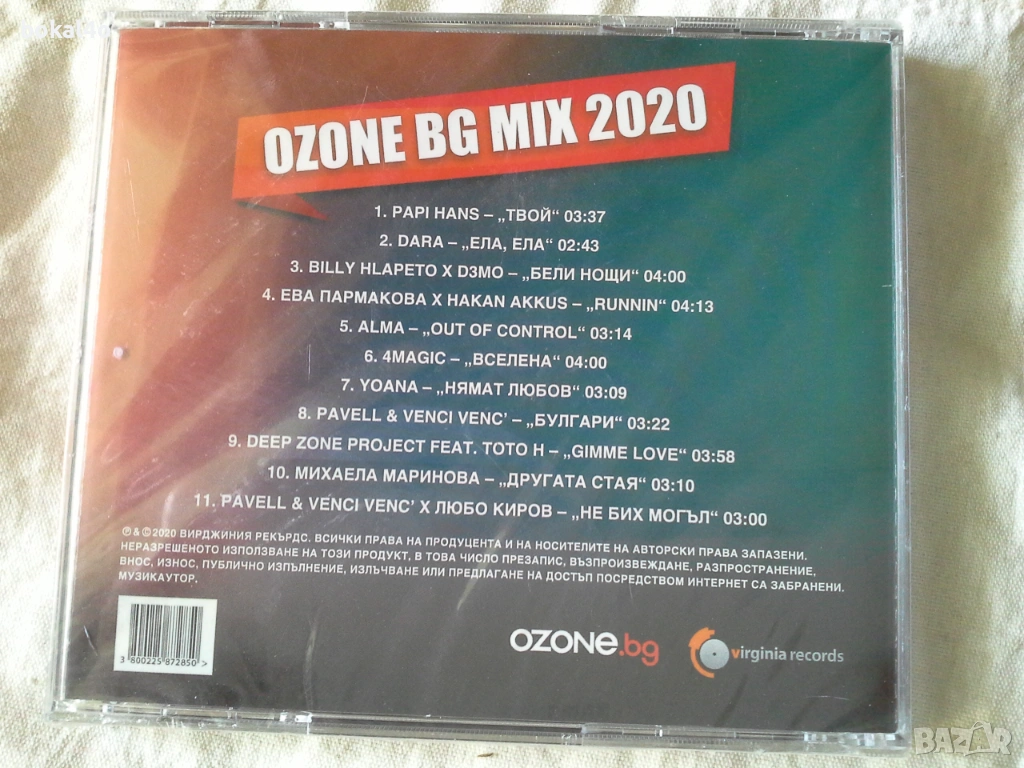 OZONE BG MIX 2020
1. PAPI HANS – „ТВОЙ“ 03:37
2. DARA – „ЕЛА, ЕЛА“ 02:43
3. BILLY HLAPETO X D3MO – „БЕЛИ НОЩИ“ 04:00
4. ЕВА ПАРМАКОВА X HAKAN AKKUS – „RUNNIN“ 04:13
5. ALMA – „OUT OF CONTROL“ 03:14
6. 4MAGIC – „ВСЕЛЕНА“ 04:00
7. YOANA – „НЯМАТ ЛЮБОВ“ 03:09
8. PAVELL & VENCI VENC’ – „БУЛГАРИ“ 03:22
9. DEEP ZONE PROJECT FEAT. TOTO H – „GIMME LOVE“ 03:58
10. МИХАЕЛА МАРИНОВА – „ДРУГАТА СТАЯ“ 03:10
11. PAVELL & VENCI VENC’ X ЛЮБО КИРОВ – „НЕ БИХ МОГЪЛ“ 03:00
℗ & © 2020 ВИРДЖИНИЯ РЕКЪРДС. ВСИЧКИ ПРАВА НА ПРОДУЦЕНТА И НА НОСИТЕЛИТЕ НА АВТОРСКИ ПРАВА ЗАПАЗЕНИ.
НЕРАЗРЕШЕНОТО ИЗПОЛЗВАНЕ НА ТОЗИ ПРОДУКТ, В ТОВА ЧИСЛО ПРЕЗАПИС, ВЪЗПРОИЗВЕЖДАНЕ, РАЗПРОСТРАНЕНИЕ,
ВНОС, ИЗНОС, ПУБЛИЧНО ИЗПЪЛНЕНИЕ, ИЗЛЪЧВАНЕ ИЛИ ПРЕДЛАГАНЕ НА ДОСТЪП ПОСРЕДСТВОМ ИНТЕРНЕТ СА ЗАБРАНЕНИ.
МУЗИКАУТОР.
3 800225 872850 >
OZONE.bg
virginia records
BAZAR